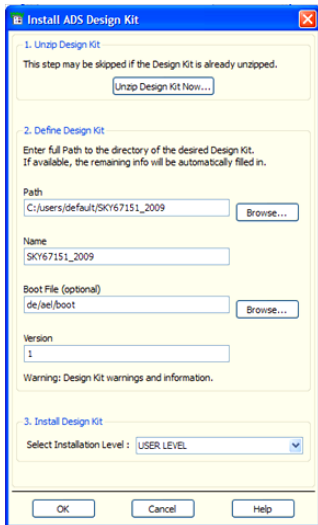 Install ADS Design Kit
1. Unzip Design Kit
This step may be skipped if the Design Kit is already unzipped.
Unzip Design Kit Now...
2. Define Design Kit
Enter full Path to the directory of the desired Design Kit.
If available, the remaining info will be automatically filled in.
Path
C:/users/default/SKY67151_2009
Browse...
Name
SKY67151_2009
Boot File (optional)
de/ael/boot
Browse...
Version
1
Warning: Design Kit warnings and information.
3. Install Design Kit
Select Installation Level : USER LEVEL
OK Cancel Help